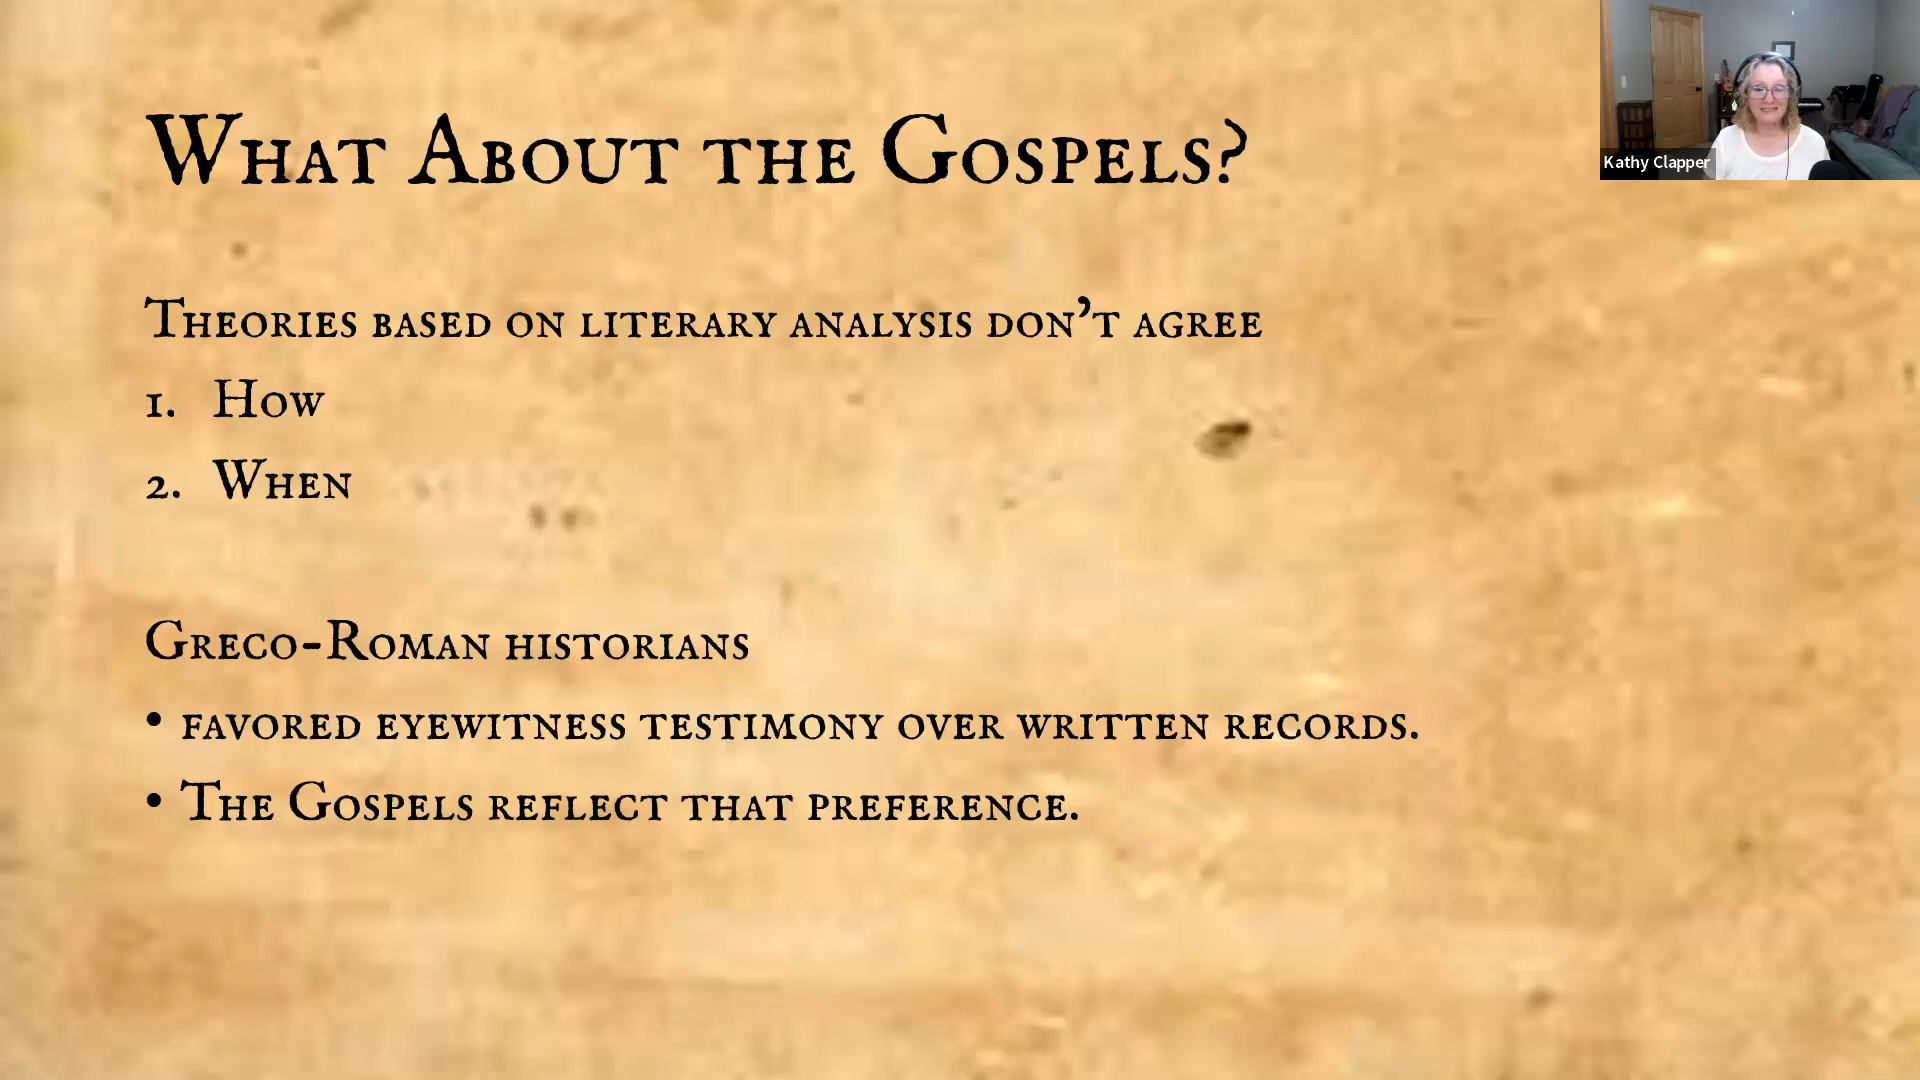 What About the Gospels?
Kathy Clapper
Theories based on literary analysis don't agree
1. How
2. When
Greco-Roman historians
• favored eyewitness testimony over written records.
• The Gospels reflect that preference.